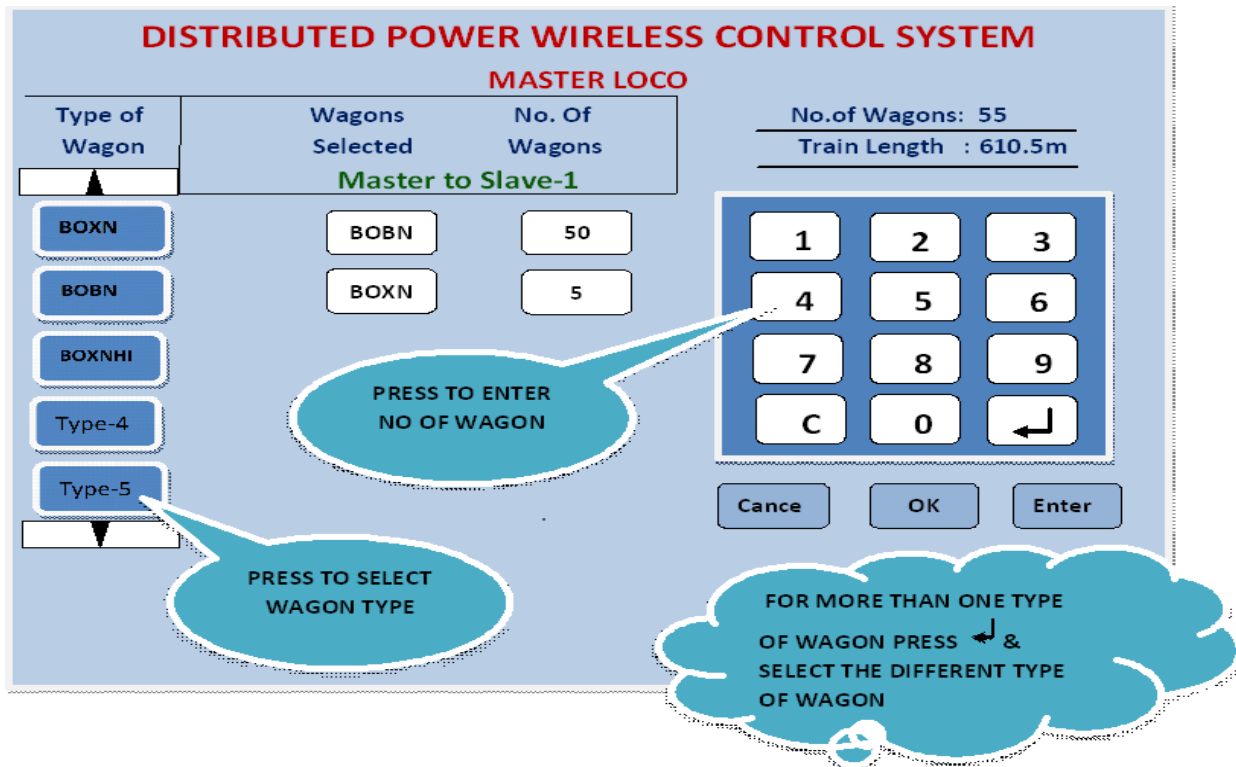 DISTRIBUTED POWER WIRELESS CONTROL SYSTEM
MASTER LOCO
Type of
Wagon
Wagons
Selected
No. Of
Wagons
Master to Slave-1
No.of Wagons: 55
Train Length : 610.5m
BOXN
BOBN
BOXNHI
Type-4
Type-5
BOBN 50
BOXN 5
1 2 3
4 5 6
7 8 9
C 0 ↵
Cance OK Enter
PRESS TO ENTER
NO OF WAGON
PRESS TO SELECT
WAGON TYPE
FOR MORE THAN ONE TYPE
OF WAGON PRESS ↵ &
SELECT THE DIFFERENT TYPE
OF WAGON